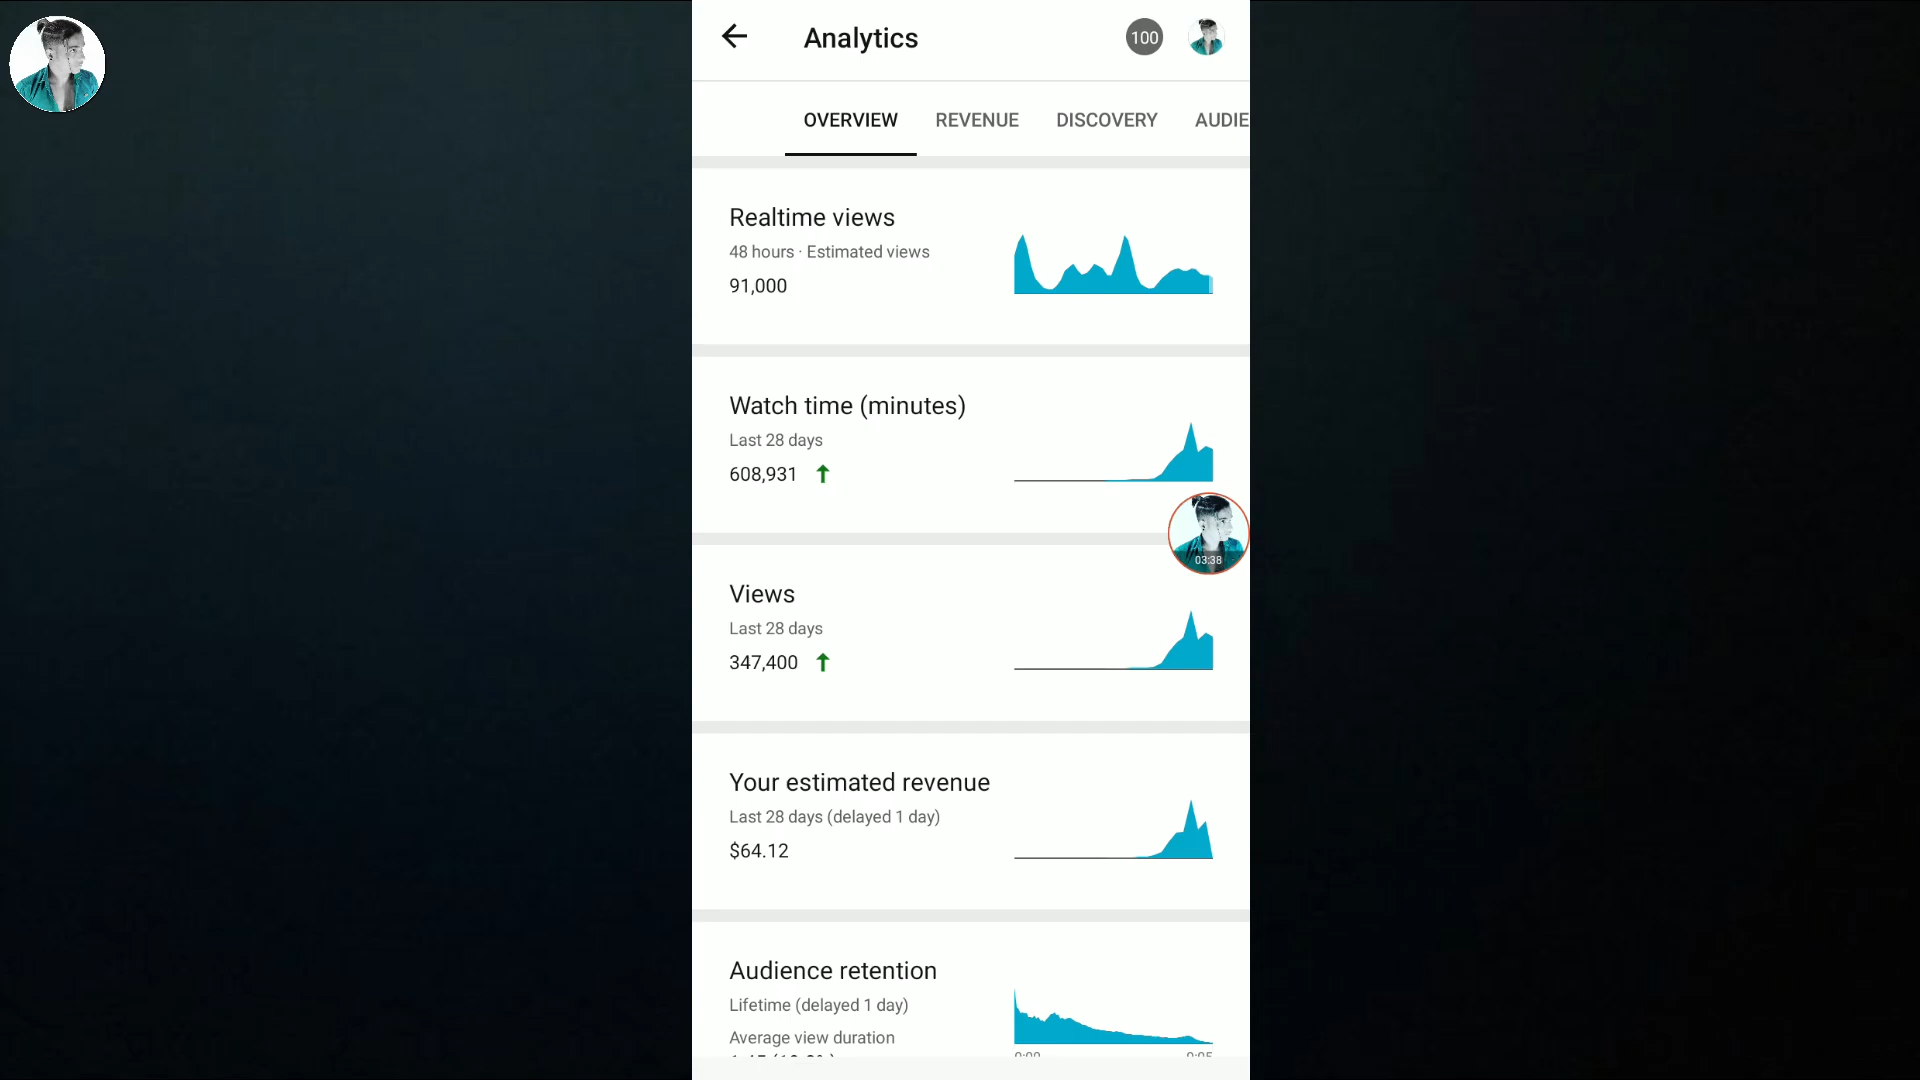 Analytics
100
OVERVIEW REVENUE DISCOVERY AUDIE
Realtime views
48 hours · Estimated views
91,000
Watch time (minutes)
Last 28 days
608,931
03:38
Views
Last 28 days
347,400
Your estimated revenue
Last 28 days (delayed 1 day)
$64.12
Audience retention
Lifetime (delayed 1 day)
Average view duration